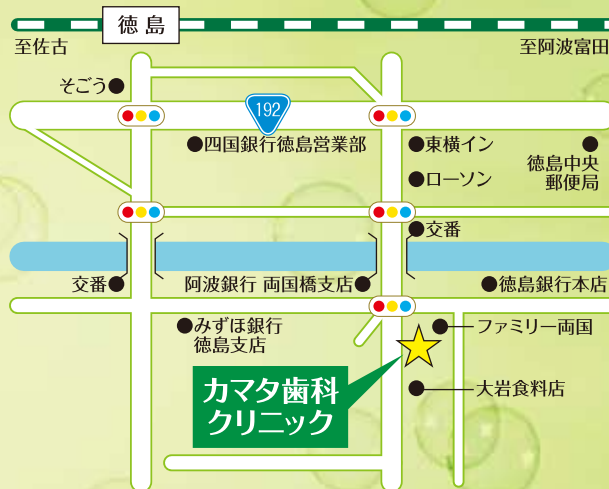 徳島
至佐古
至阿波富田
そごう
192
四国銀行徳島営業部
東横イン
徳島中央
郵便局
ローソン
交番
交番
阿波銀行 両国橋支店
徳島銀行本店
みずほ銀行
徳島支店
ファミリー両国
カマタ歯科
クリニック
大岩食料店